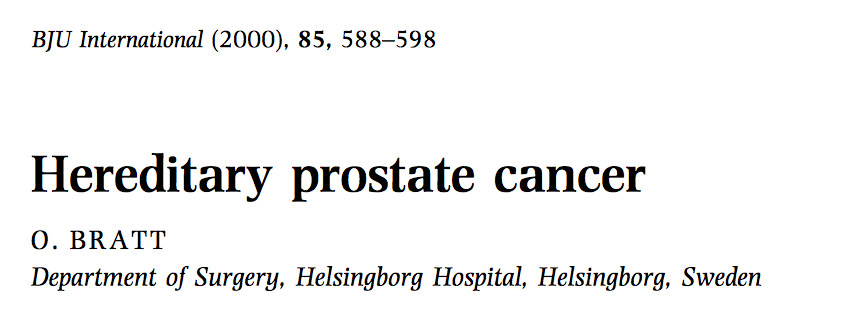 BJU International (2000), 85, 588–598
Hereditary prostate cancer
O. BRATT
Department of Surgery, Helsingborg Hospital, Helsingborg, Sweden